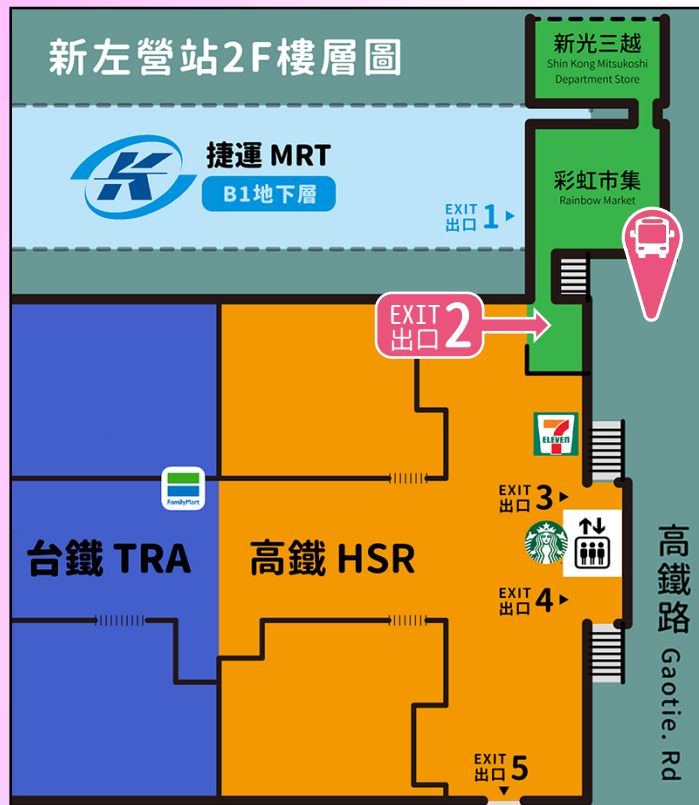 新左營站2F樓層圖
新光三越
Shin Kong Mitsukoshi
Department Store
捷運 MRT
B1地下層
彩虹市集
Rainbow Market
EXIT
出口 1
EXIT
出口 2
7
ELEVEN
FamilyMart
EXIT
出口 3
台鐵 TRA
高鐵 HSR
EXIT
出口 4
高鐵路 Gaotie. Rd
EXIT
出口 5